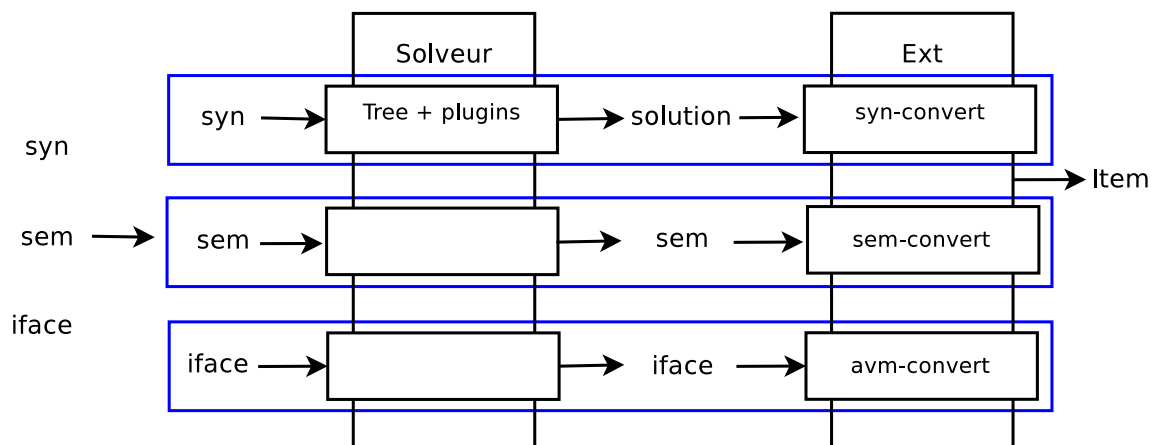 Solveur
Ext
syn
Tree + plugins
solution
syn-convert
syn
Item
sem
sem
sem
sem-convert
iface
iface
iface
avm-convert